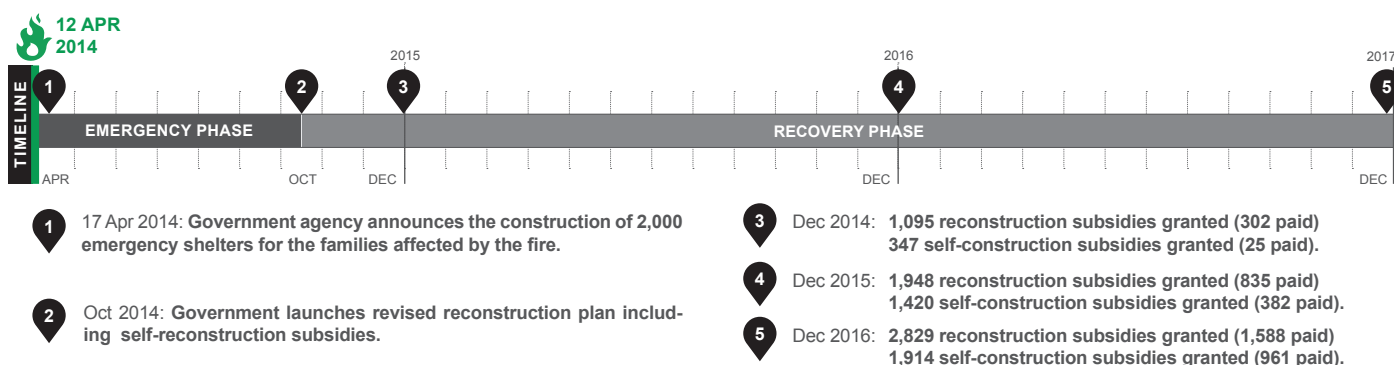 12 APR
2014
2015
2016
2017
TIMELINE
1
2
3
4
5
EMERGENCY PHASE
RECOVERY PHASE
APR
OCT
DEC
DEC
DEC
1
17 Apr 2014: Government agency announces the construction of 2,000
emergency shelters for the families affected by the fire.
2
Oct 2014: Government launches revised reconstruction plan includ-
ing self-reconstruction subsidies.
3
Dec 2014: 1,095 reconstruction subsidies granted (302 paid)
347 self-construction subsidies granted (25 paid).
4
Dec 2015: 1,948 reconstruction subsidies granted (835 paid)
1,420 self-construction subsidies granted (382 paid).
5
Dec 2016: 2,829 reconstruction subsidies granted (1,588 paid)
1,914 self-construction subsidies granted (961 paid).